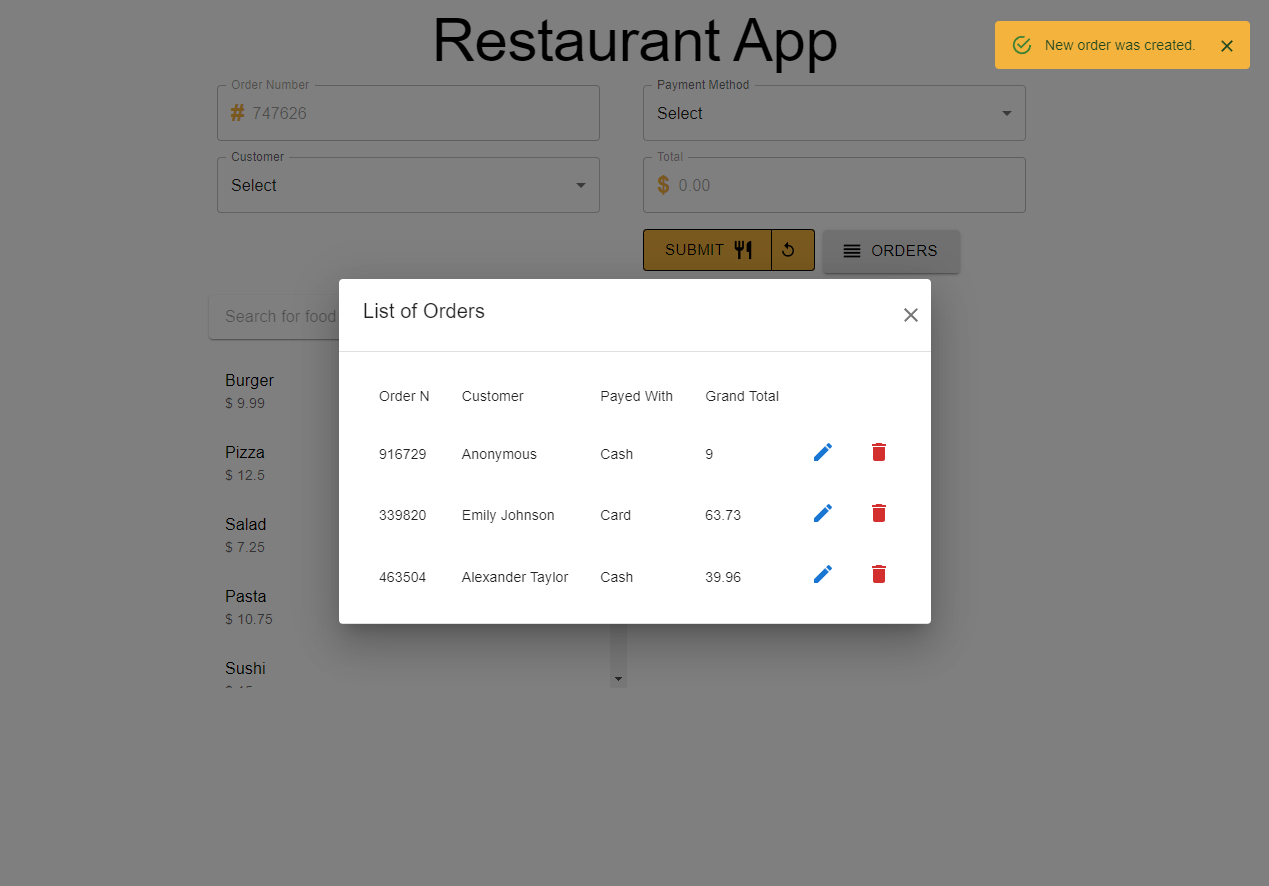 Restaurant App
New order was created.
Order Number
# 747626
Payment Method
Select
Customer
Select
Total
$ 0.00
SUBMIT
ORDERS
Search for food
List of Orders
Order N Customer Payed With Grand Total
916729 Anonymous Cash 9
339820 Emily Johnson Card 63.73
463504 Alexander Taylor Cash 39.96
Burger
$ 9.99
Pizza
$ 12.5
Salad
$ 7.25
Pasta
$ 10.75
Sushi